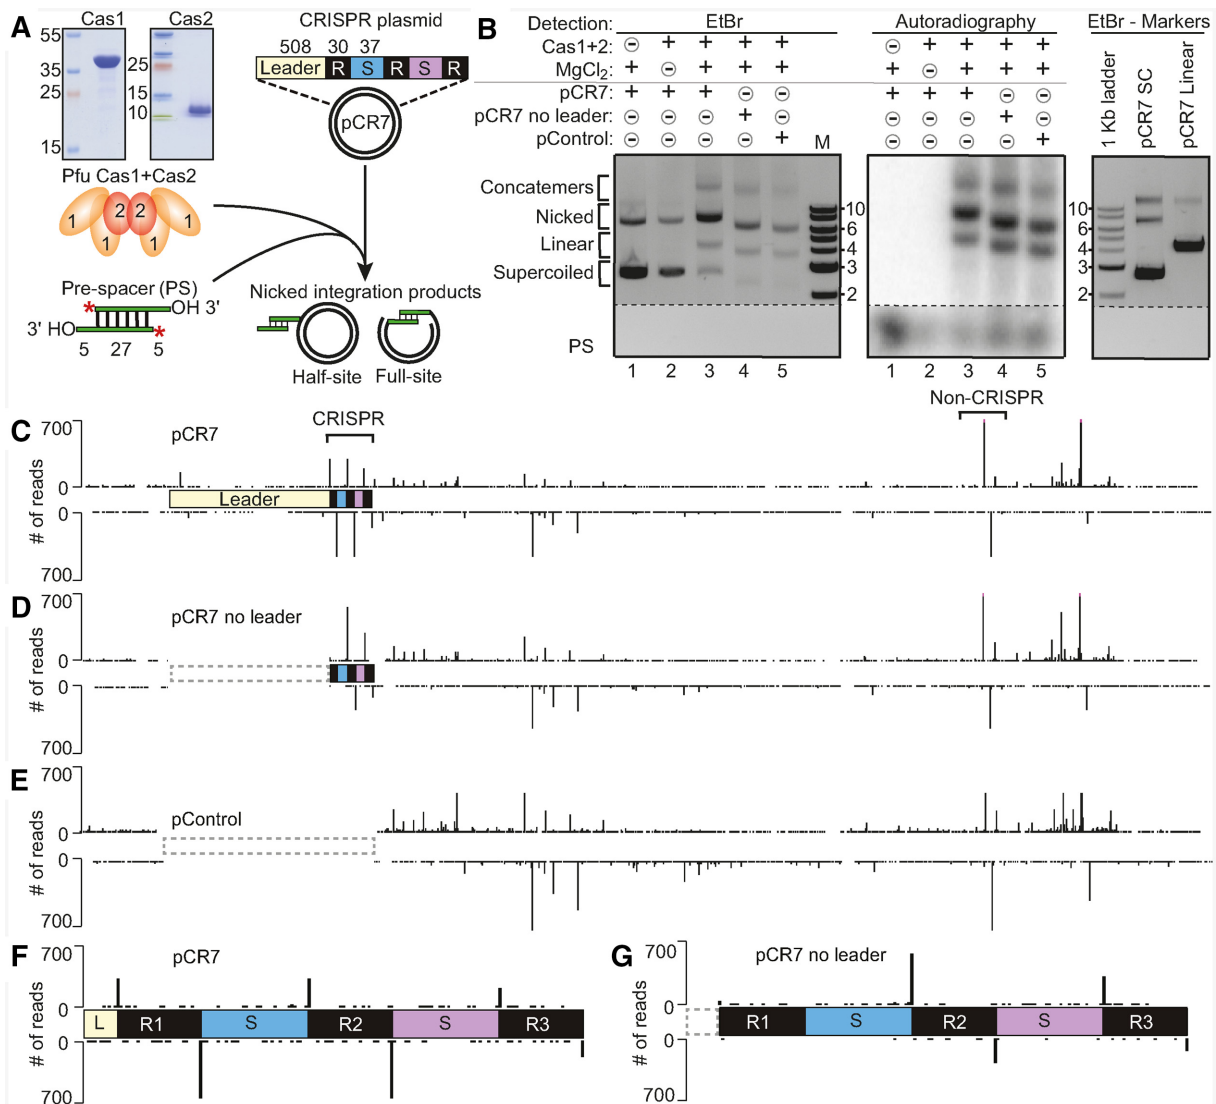 A
Cas1 Cas2
55
35
25
15
25
15
10
CRISPR plasmid
508 30 37
Leader R S R S R
pCR7
Pfu Cas1+Cas2
1 2 2 1
1 1
Pre-spacer (PS)
* OH 3'
3' HO *
5 27 5
Nicked integration products
Half-site Full-site
B
Detection: EtBr Autoradiography EtBr - Markers
Cas1+2: ⊖ + + + + ⊖ + + + +
MgCl₂: + ⊖ + + + + ⊖ + + +
pCR7: + + + ⊖ ⊖ + + + ⊖ ⊖
pCR7 no leader: ⊖ ⊖ ⊖ + ⊖ ⊖ ⊖ ⊖ + ⊖
pControl: ⊖ ⊖ ⊖ ⊖ + M ⊖ ⊖ ⊖ ⊖ +
1 Kb ladder
pCR7 SC
pCR7 Linear
Concatemers
Nicked
Linear
Supercoiled
PS
10
6
4
3
2
10
6
4
3
2
1 2 3 4 5 1 2 3 4 5
C
700
0
0
700
# of reads
pCR7
CRISPR
Non-CRISPR
Leader
D
700
0
0
700
# of reads
pCR7 no leader
E
700
0
0
700
# of reads
pControl
F
700
0
0
700
# of reads
pCR7
L R1 S R2 S R3
G
700
0
0
700
# of reads
pCR7 no leader
R1 S R2 S R3